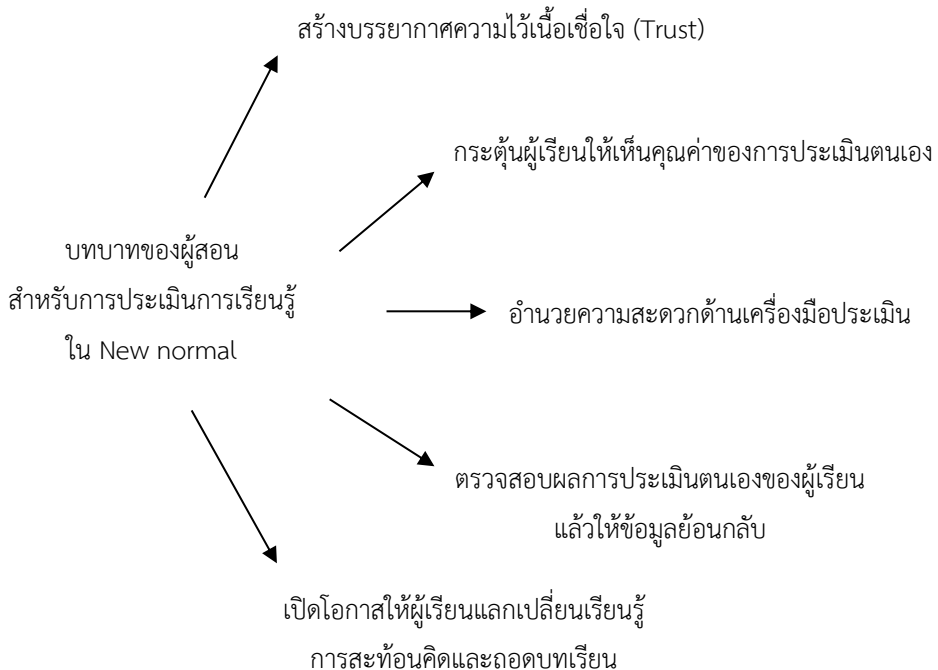 สร้างบรรยากาศความไว้เนื้อเชื่อใจ (Trust)
กระตุ้นผู้เรียนให้เห็นคุณค่าของการประเมินตนเอง
บทบาทของผู้สอน
สำหรับการประเมินการเรียนรู้
ใน New normal
อำนวยความสะดวกด้านเครื่องมือประเมิน
ตรวจสอบผลการประเมินตนเองของผู้เรียน
แล้วให้ข้อมูลย้อนกลับ
เปิดโอกาสให้ผู้เรียนแลกเปลี่ยนเรียนรู้
การสะท้อนคิดและถอดบทเรียน